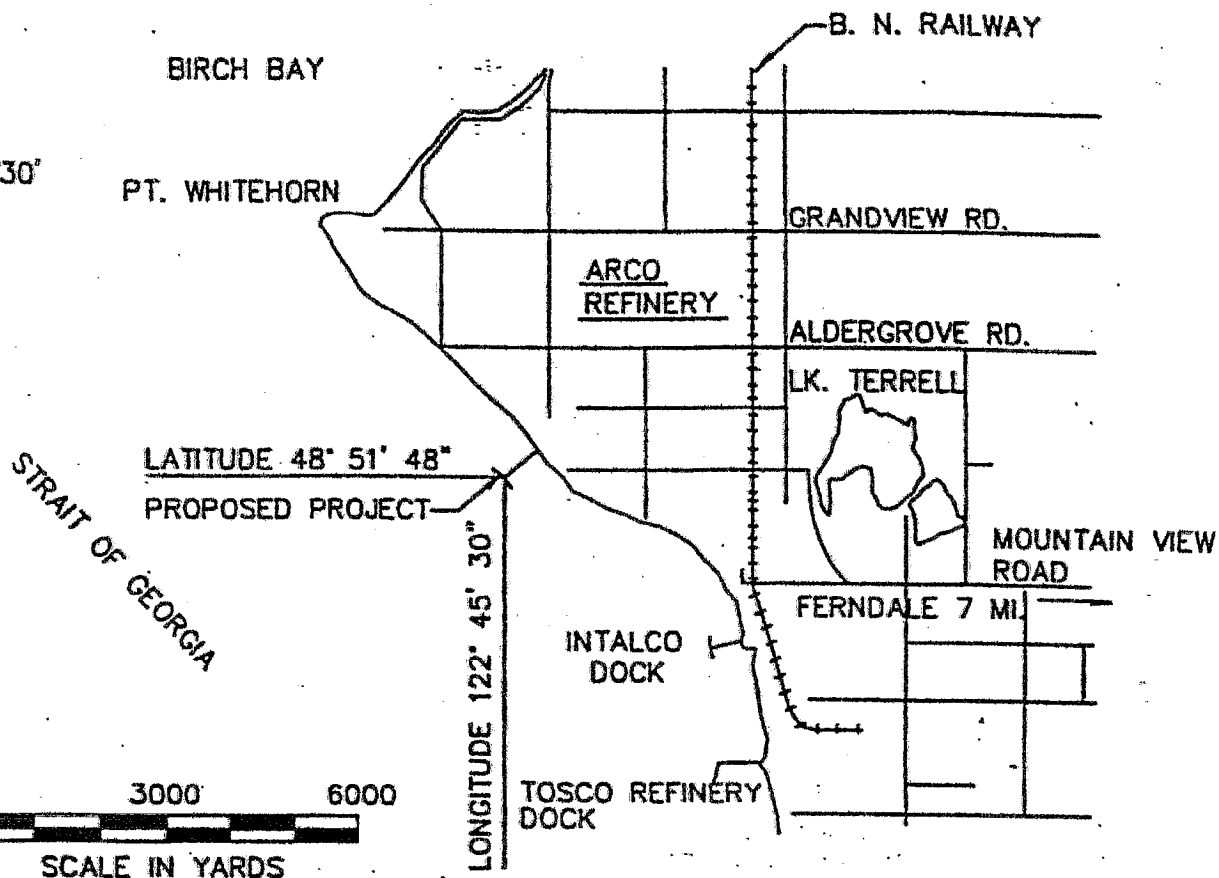 B. N. RAILWAY
BIRCH BAY
30"
PT. WHITEHORN
GRANDVIEW RD.
ARCO
REFINERY
ALDERGROVE RD.
LK. TERRELL
LATITUDE 48° 51' 48"
PROPOSED PROJECT
STRAIT OF GEORGIA
MOUNTAIN VIEW
ROAD
FERNDALE 7 MI.
LONGITUDE 122° 45' 30"
INTALCO
DOCK
TOSCO REFINERY
DOCK
3000 6000
SCALE IN YARDS